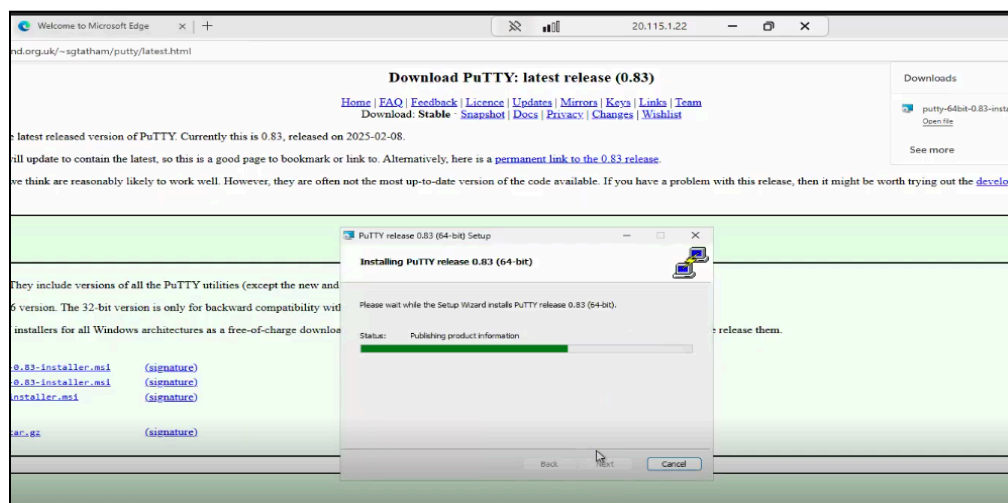 Welcome to Microsoft Edge
20.115.1.22
nd.org.uk/~sgtatham/putty/latest.html
Download PuTTY: latest release (0.83)
Home | FAQ | Feedback | Licence | Updates | Mirrors | Keys | Links | Team
Download: Stable · Snapshot | Docs | Privacy | Changes | Wishlist
Downloads
putty-64bit-0.83-insta
Open file
See more
e latest released version of PuTTY. Currently this is 0.83, released on 2025-02-08.
ill update to contain the latest, so this is a good page to bookmark or link to. Alternatively, here is a permanent link to the 0.83 release.
we think are reasonably likely to work well. However, they are often not the most up-to-date version of the code available. If you have a problem with this release, then it might be worth trying out the develo
PuTTY release 0.83 (64-bit) Setup
Installing PuTTY release 0.83 (64-bit)
Please wait while the Setup Wizard installs PuTTY release 0.83 (64-bit).
Status: Publishing product information
Back Next Cancel
They include versions of all the PuTTY utilities (except the new and
6 version. The 32-bit version is only for backward compatibility wit
installers for all Windows architectures as a free-of-charge downloa
e release them.
0.83-installer.msi (signature)
0.83-installer.msi (signature)
installer.msi (signature)
tar.gz (signature)